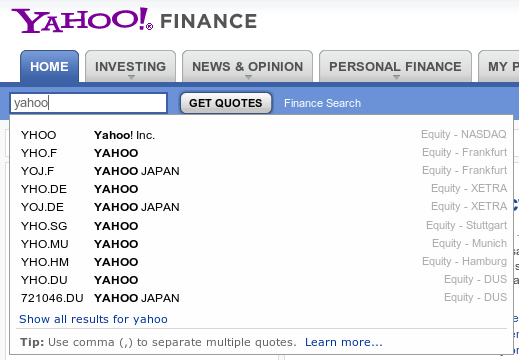 YAHOO!® FINANCE
HOME INVESTING NEWS & OPINION PERSONAL FINANCE MY P
yahoo GET QUOTES Finance Search
YHOO Yahoo! Inc. Equity - NASDAQ
YHO.F YAHOO Equity - Frankfurt
YOJ.F YAHOO JAPAN Equity - Frankfurt
YHO.DE YAHOO Equity - XETRA
YOJ.DE YAHOO JAPAN Equity - XETRA
YHO.SG YAHOO Equity - Stuttgart
YHO.MU YAHOO Equity - Munich
YHO.HM YAHOO Equity - Hamburg
YHO.DU YAHOO Equity - DUS
721046.DU YAHOO JAPAN Equity - DUS
Show all results for yahoo
Tip: Use comma (,) to separate multiple quotes. Learn more...